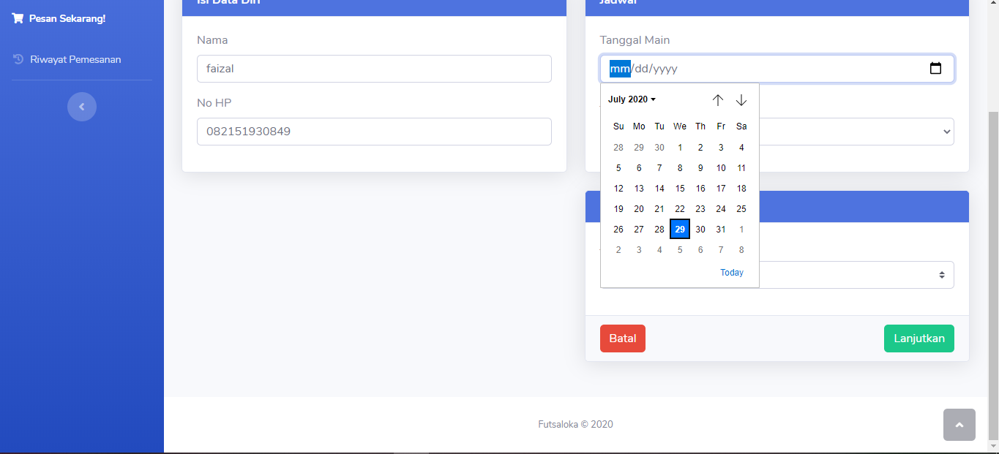 Pesan Sekarang!
Riwayat Pemesanan
Isi Data Diri
Nama
faizal
No HP
082151930849
Jadwal
Tanggal Main
mm/dd/yyyy
July 2020
Su Mo Tu We Th Fr Sa
28 29 30 1 2 3 4
5 6 7 8 9 10 11
12 13 14 15 16 17 18
19 20 21 22 23 24 25
26 27 28 29 30 31 1
2 3 4 5 6 7 8
Today
Batal
Lanjutkan
Futsaloka © 2020